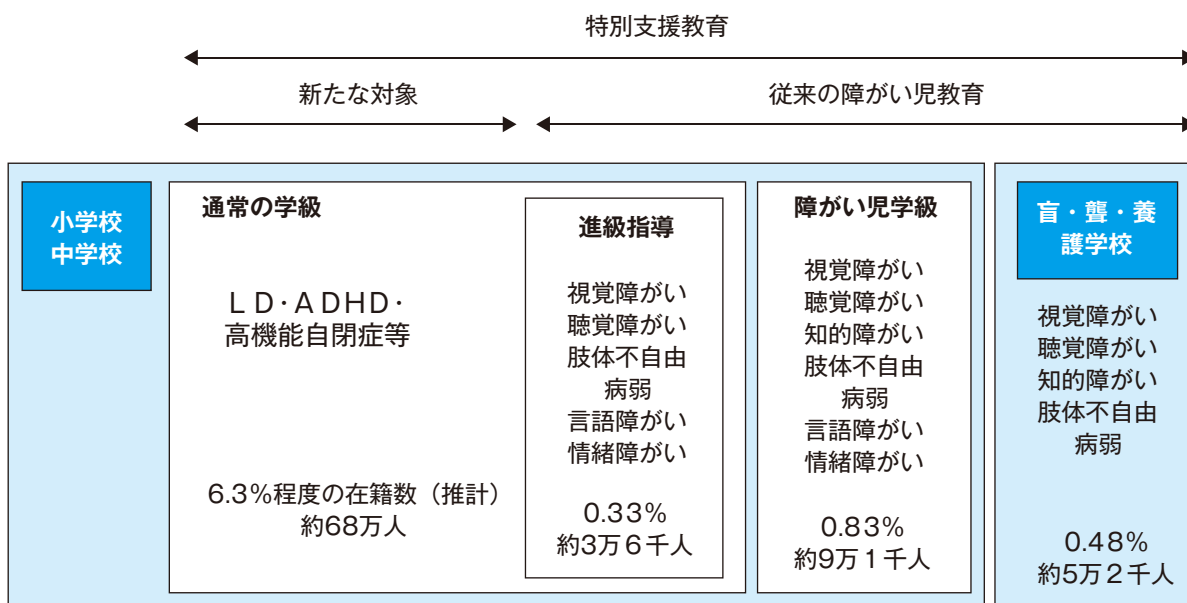 特別支援教育
新たな対象
従来の障がい児教育
小学校
中学校
通常の学級
LD・ADHD・
高機能自閉症等
6.3%程度の在籍数（推計）
約68万人
進級指導
視覚障がい
聴覚障がい
肢体不自由
病弱
言語障がい
情緒障がい
0.33%
約3万6千人
障がい児学級
視覚障がい
聴覚障がい
知的障がい
肢体不自由
病弱
言語障がい
情緒障がい
0.83%
約9万1千人
盲・聾・養
護学校
視覚障がい
聴覚障がい
知的障がい
肢体不自由
病弱
0.48%
約5万2千人